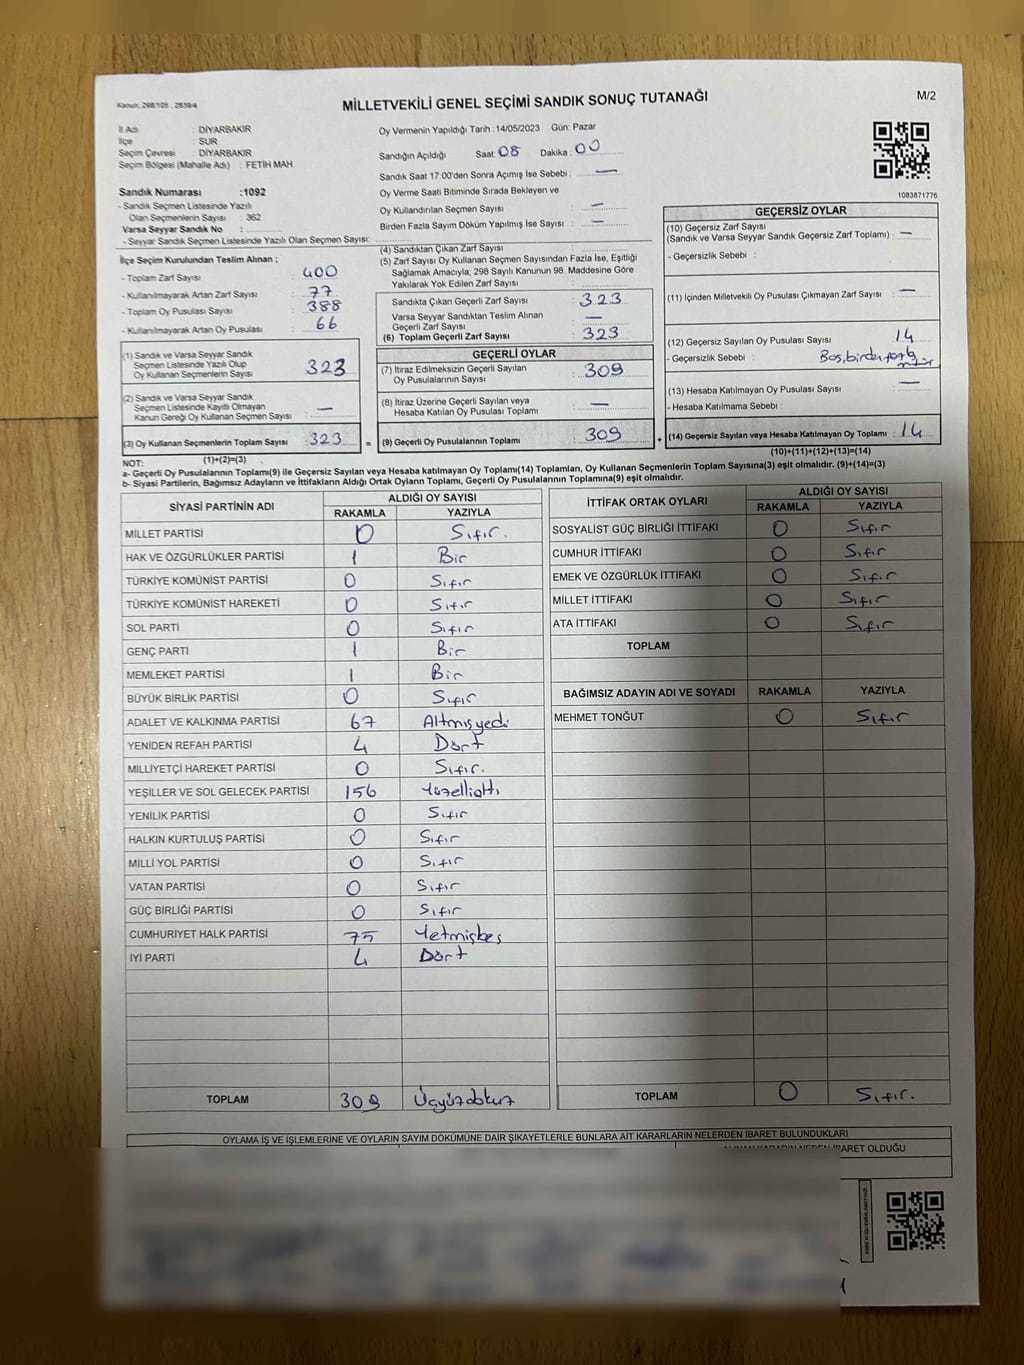 Kanun: 298/105 , 2839/4
MİLLETVEKİLİ GENEL SEÇİMİ SANDIK SONUÇ TUTANAĞI
M/2
İl Adı : DİYARBAKIR
İlçe : SUR
Seçim Çevresi : DİYARBAKIR
Seçim Bölgesi (Mahalle Adı) : FETİH MAH.
Sandık Numarası :1092
- Sandık Seçmen Listesinde Yazılı
Olan Seçmenlerin Sayısı : 362
Varsa Seyyar Sandık No :
- Seyyar Sandık Seçmen Listesinde Yazılı Olan Seçmen Sayısı:
İlçe Seçim Kurulundan Teslim Alınan ;
- Toplam Zarf Sayısı : 400
- Kullanılmayarak Artan Zarf Sayısı : 77
- Toplam Oy Pusulası Sayısı : 388
- Kullanılmayarak Artan Oy Pusulası : 66
(1) Sandık ve Varsa Seyyar Sandık
Seçmen Listesinde Yazılı Olup
Oy Kullanan Seçmenlerin Sayısı : 323
(2) Sandık ve Varsa Seyyar Sandık
Seçmen Listesinde Kayıtlı Olmayan
Kanun Gereği Oy Kullanan Seçmen Sayısı : —
(3) Oy Kullanan Seçmenlerin Toplam Sayısı : 323
(1)+(2)=(3)
Oy Vermenin Yapıldığı Tarih :14/05/2023 Gün: Pazar
Sandığın Açıldığı Saat: 08 Dakika : 00
Sandık Saat 17:00'den Sonra Açımış İse Sebebi : —
Oy Verme Saati Bitiminde Sırada Bekleyen ve
Oy Kullandırılan Seçmen Sayısı : —
Birden Fazla Sayım Döküm Yapılmış İse Sayısı : —
(4) Sandıktan Çıkan Zarf Sayısı :
(5) Zarf Sayısı Oy Kullanan Seçmen Sayısından Fazla İse, Eşitliği
Sağlamak Amacıyla; 298 Sayılı Kanunun 98. Maddesine Göre
Yakılarak Yok Edilen Zarf Sayısı :
Sandıkta Çıkan Geçerli Zarf Sayısı : 323
Varsa Seyyar Sandıktan Teslim Alınan
Geçerli Zarf Sayısı : —
(6) Toplam Geçerli Zarf Sayısı : 323
GEÇERLİ OYLAR
(7) İtiraz Edilmeksizin Geçerli Sayılan
Oy Pusulalarının Sayısı : 309
(8) İtiraz Üzerine Geçerli Sayılan veya
Hesaba Katılan Oy Pusulası Toplamı : —
= (9) Geçerli Oy Pusulalarının Toplamı : 309
1083871776
GEÇERSİZ OYLAR
(10) Geçersiz Zarf Sayısı
(Sandık ve Varsa Seyyar Sandık Geçersiz Zarf Toplamı) : —
- Geçersizlik Sebebi :
(11) İçinden Milletvekili Oy Pusulası Çıkmayan Zarf Sayısı : —
(12) Geçersiz Sayılan Oy Pusulası Sayısı : 14
- Geçersizlik Sebebi : Boş, birden
(13) Hesaba Katılmayan Oy Pusulası Sayısı : —
- Hesaba Katılmama Sebebi :
+ (14) Geçersiz Sayılan veya Hesaba Katılmayan Oy Toplamı : 14
(10)+(11)+(12)+(13)=(14)
NOT:
a- Geçerli Oy Pusulalarının Toplamı(9) ile Geçersiz Sayılan veya Hesaba katılmayan Oy Toplamı(14) Toplamları, Oy Kullanan Seçmenlerin Toplam Sayısına(3) eşit olmalıdır. (9)+(14)=(3)
b- Siyasi Partilerin, Bağımsız Adayların ve İttifakların Aldığı Ortak Oyların Toplamı, Geçerli Oy Pusulalarının Toplamına(9) eşit olmalıdır.
SİYASİ PARTİNİN ADI ALDIĞI OY SAYISI
RAKAMLA YAZIYLA
MİLLET PARTİSİ 0 Sıfır.
HAK VE ÖZGÜRLÜKLER PARTİSİ 1 Bir
TÜRKİYE KOMÜNİST PARTİSİ 0 Sıfır
TÜRKİYE KOMÜNİST HAREKETİ 0 Sıfır
SOL PARTİ 0 Sıfır
GENÇ PARTİ 1 Bir
MEMLEKET PARTİSİ 1 Bir
BÜYÜK BİRLİK PARTİSİ 0 Sıfır
ADALET VE KALKINMA PARTİSİ 67 Altmışyedi
YENİDEN REFAH PARTİSİ 4 Dört
MİLLİYETÇİ HAREKET PARTİSİ 0 Sıfır.
YEŞİLLER VE SOL GELECEK PARTİSİ 156 Yüzellialtı
YENİLİK PARTİSİ 0 Sıfır
HALKIN KURTULUŞ PARTİSİ 0 Sıfır
MİLLİ YOL PARTİSİ 0 Sıfır
VATAN PARTİSİ 0 Sıfır
GÜÇ BİRLİĞİ PARTİSİ 0 Sıfır
CUMHURİYET HALK PARTİSİ 75 Yetmişbeş
İYİ PARTİ 4 Dört
TOPLAM 309 Üçyüzdokuz
İTTİFAK ORTAK OYLARI ALDIĞI OY SAYISI
RAKAMLA YAZIYLA
SOSYALİST GÜÇ BİRLİĞİ İTTİFAKI 0 Sıfır
CUMHUR İTTİFAKI 0 Sıfır
EMEK VE ÖZGÜRLÜK İTTİFAKI 0 Sıfır
MİLLET İTTİFAKI 0 Sıfır
ATA İTTİFAKI 0 Sıfır
TOPLAM
BAĞIMSIZ ADAYIN ADI VE SOYADI RAKAMLA YAZIYLA
MEHMET TONĞUT 0 Sıfır
TOPLAM 0 Sıfır.
OYLAMA İŞ VE İŞLEMLERİNE VE OYLARIN SAYIM DÖKÜMÜNE DAİR ŞİKAYETLERLE BUNLARA AİT KARARLARIN NELERDEN İBARET BULUNDUKLARI
İBARET OLDUĞU